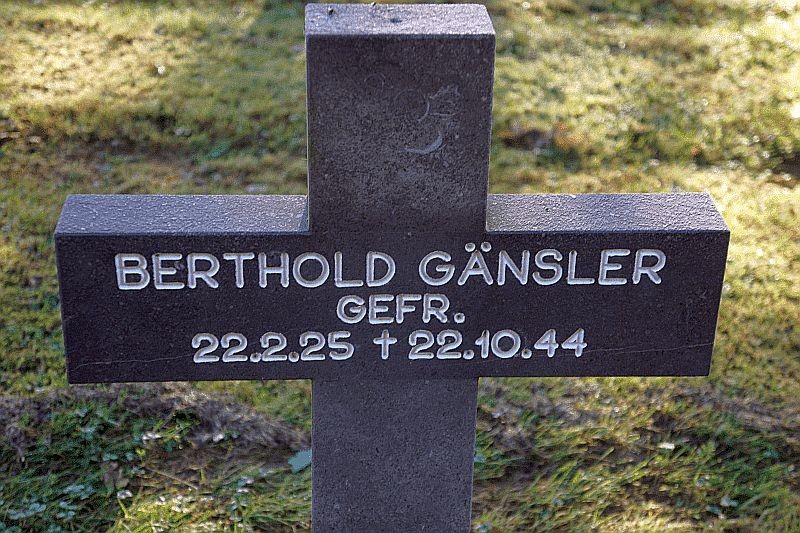 BERTHOLD GÄNSLER
GEFR.
22.2.25 † 22.10.44